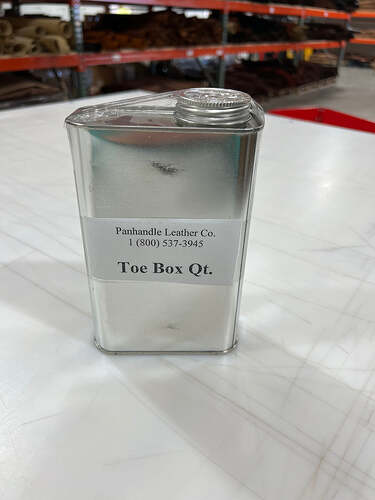 Panhandle Leather Co.
1 (800) 537-3945
Toe Box Qt.